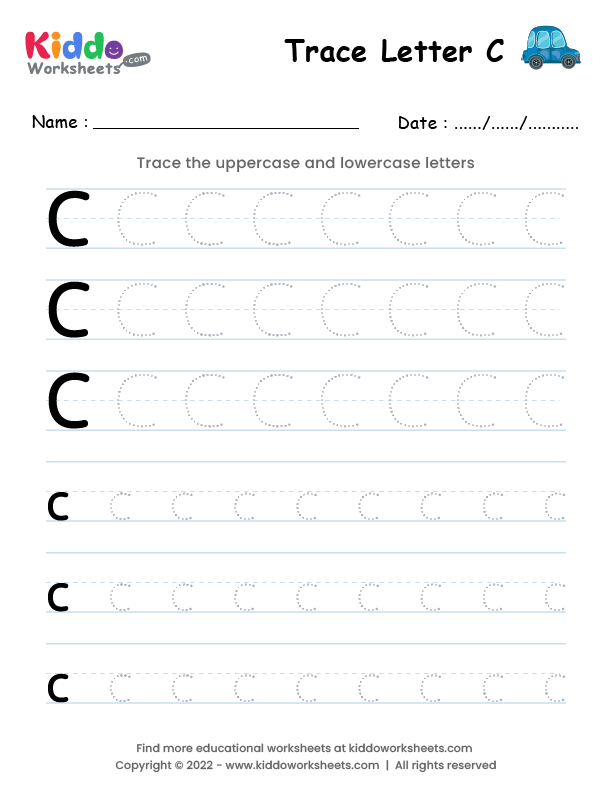 Kiddo
Worksheets.com
Trace Letter C
Name : ____________________ Date : ....../....../...........
Trace the uppercase and lowercase letters
C C C C C C C C
C C C C C C C C
C C C C C C C C
c c c c c c c c c
c c c c c c c c c
c c c c c c c c c
Find more educational worksheets at kiddoworksheets.com
Copyright © 2022 - www.kiddoworksheets.com | All rights reserved